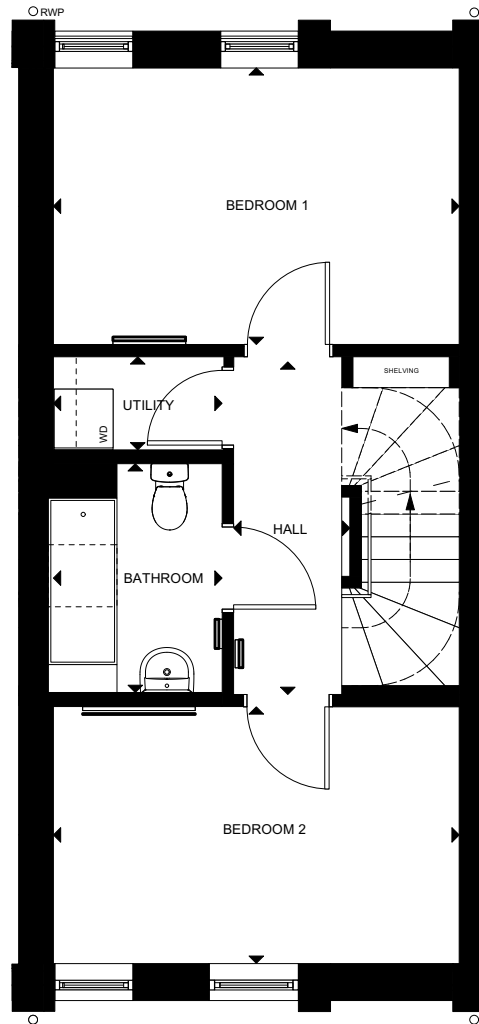 RWP
BEDROOM 1
SHELVING
UTILITY
WD
HALL
BATHROOM
BEDROOM 2